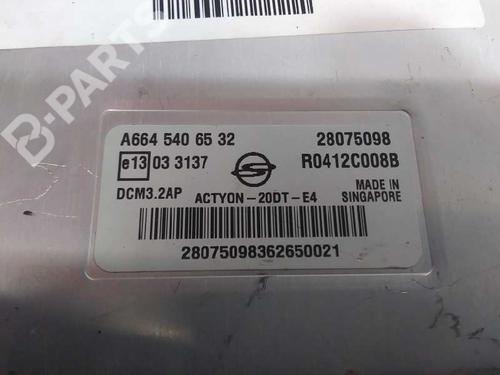 B-PARTS
A664 540 65 32 28075098
e13 03 3137 R0412C008B
DCM3.2AP ACTYON-20DT-E4 MADE IN
SINGAPORE
28075098362650021